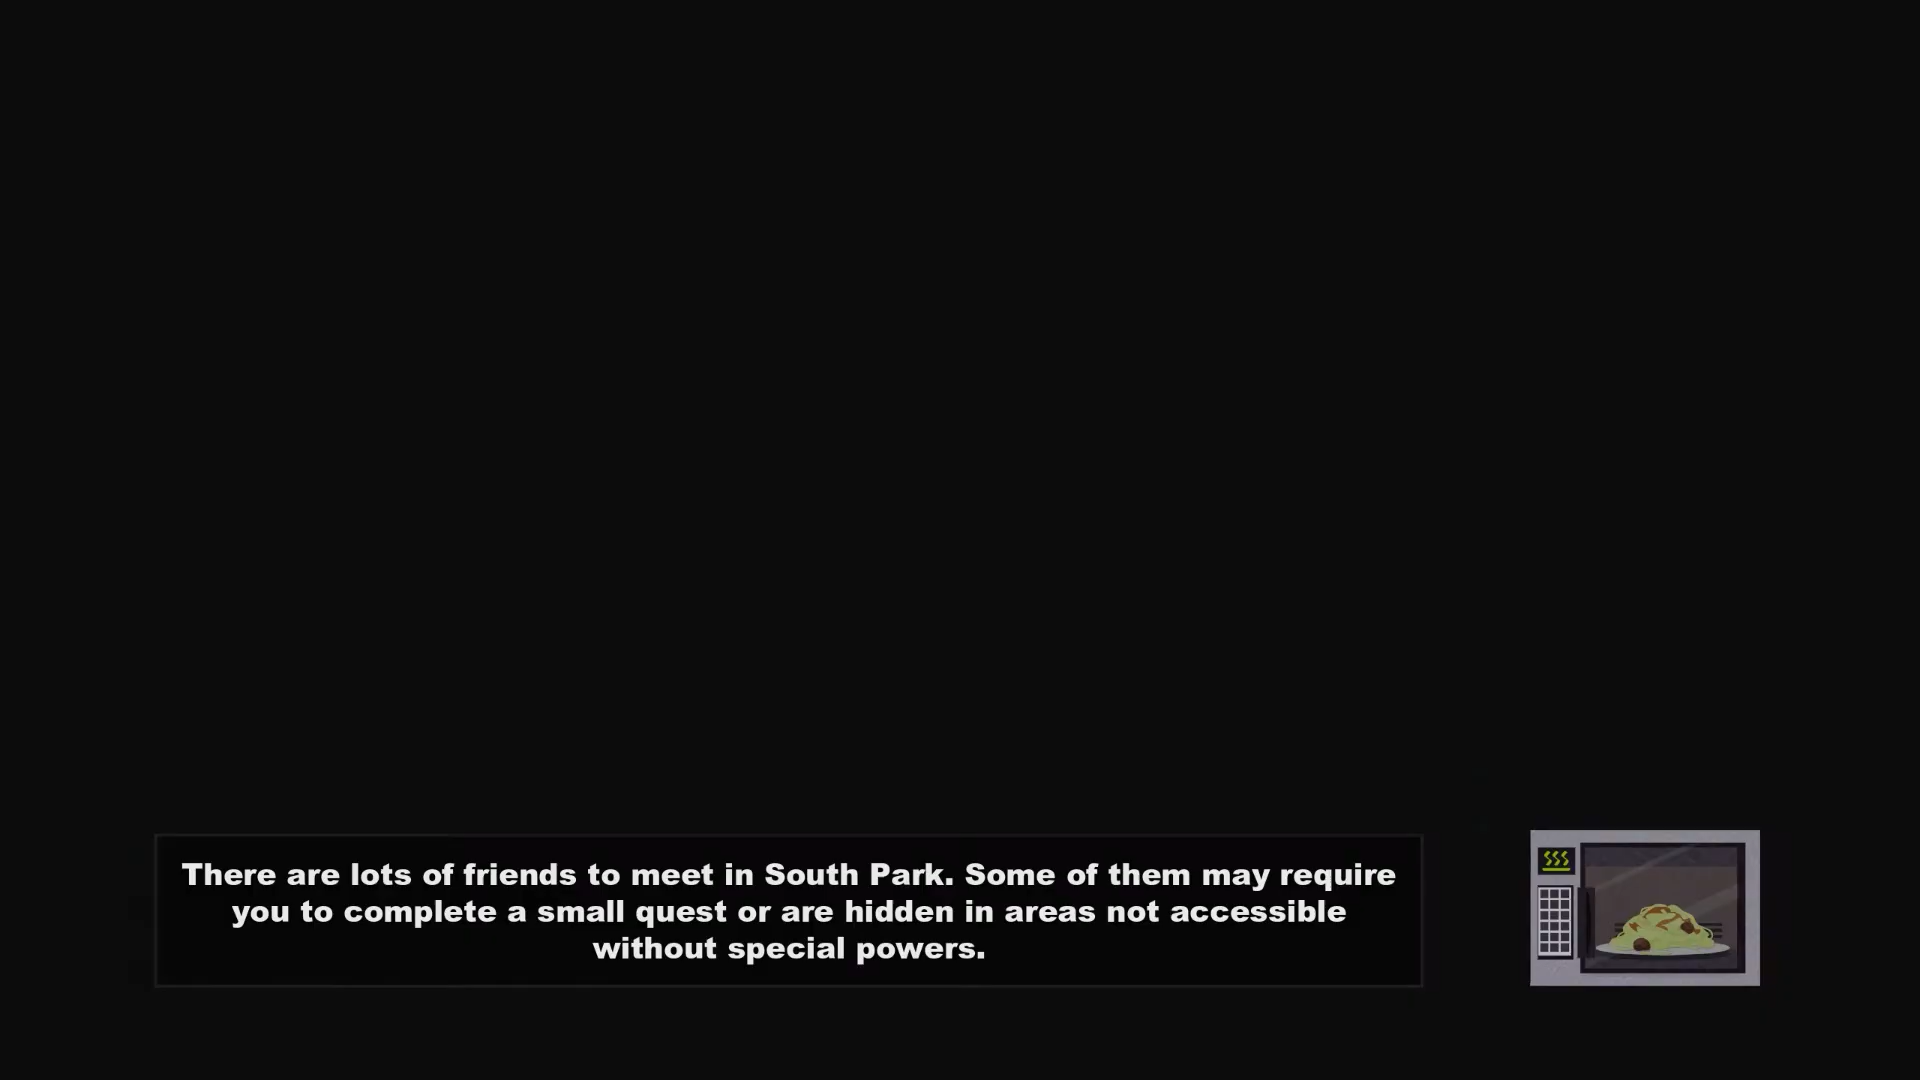 There are lots of friends to meet in South Park. Some of them may require
you to complete a small quest or are hidden in areas not accessible
without special powers.